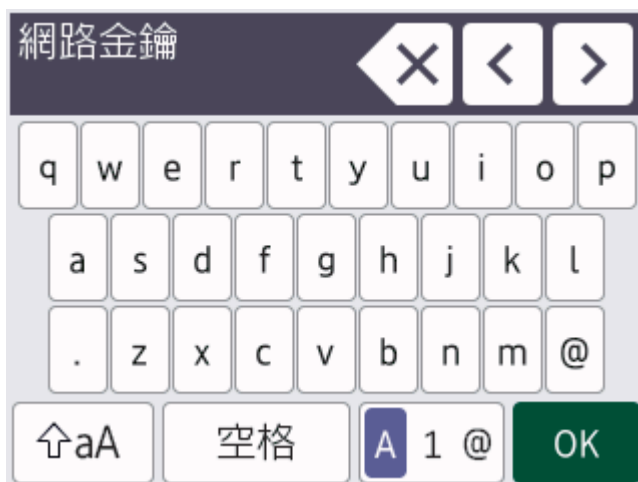 網路金鑰
q w e r t y u i o p
a s d f g h j k l
. z x c v b n m @
aA 空格 A 1 @ OK